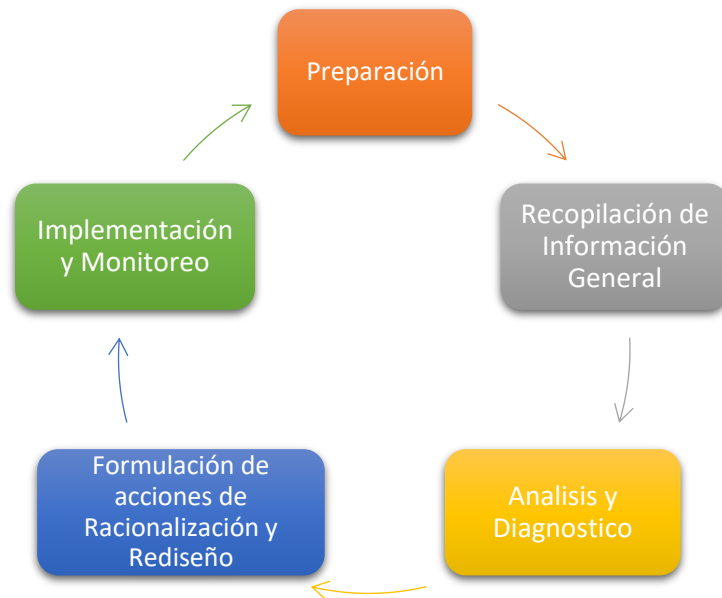 Preparación
Recopilación de
Información
General
Analisis y
Diagnostico
Formulación de
acciones de
Racionalización y
Rediseño
Implementación
y Monitoreo